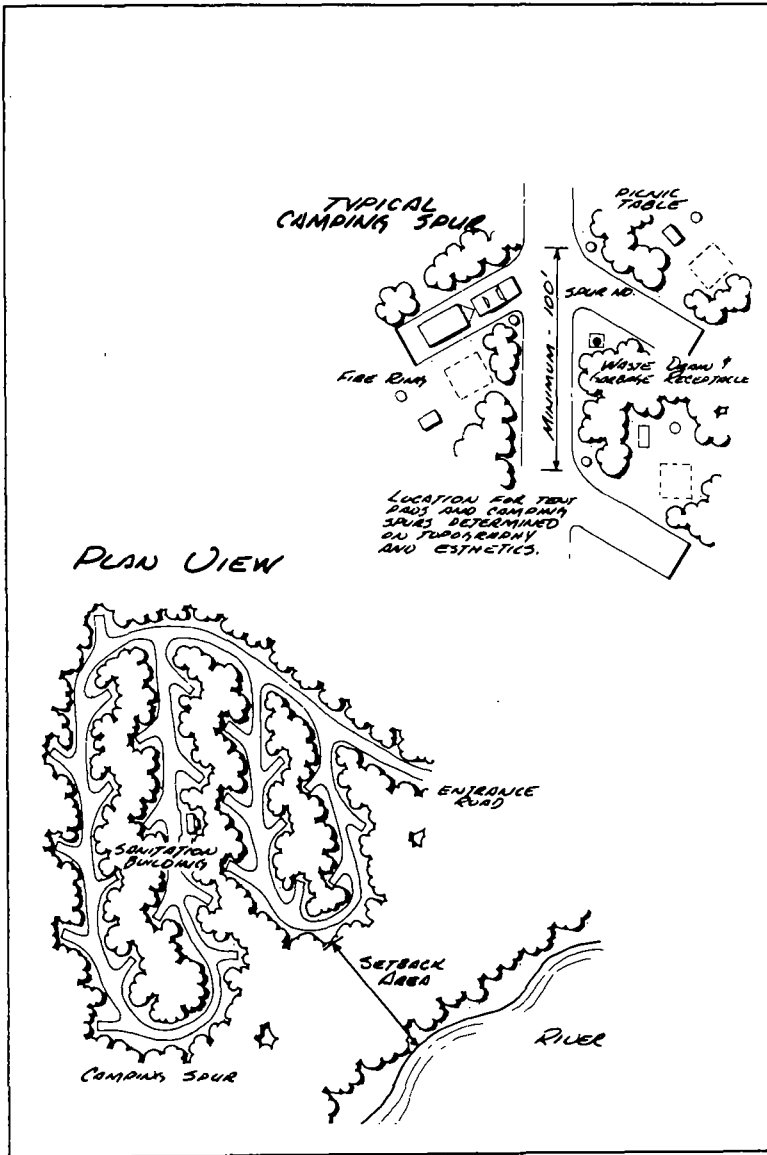 TYPICAL
CAMPING SPUR
PICNIC
TABLE
SPUR NO.
MINIMUM - 100'
FIRE RING
WASTE DRAIN &
GARBAGE RECEPTACLE
LOCATION FOR TENT
PADS AND CAMPING
SPURS DETERMINED
ON TOPOGRAPHY
AND ESTHETICS.
PLAN VIEW
ENTRANCE
ROAD
SANITATION
BUILDING
SETBACK
AREA
RIVER
CAMPING SPUR